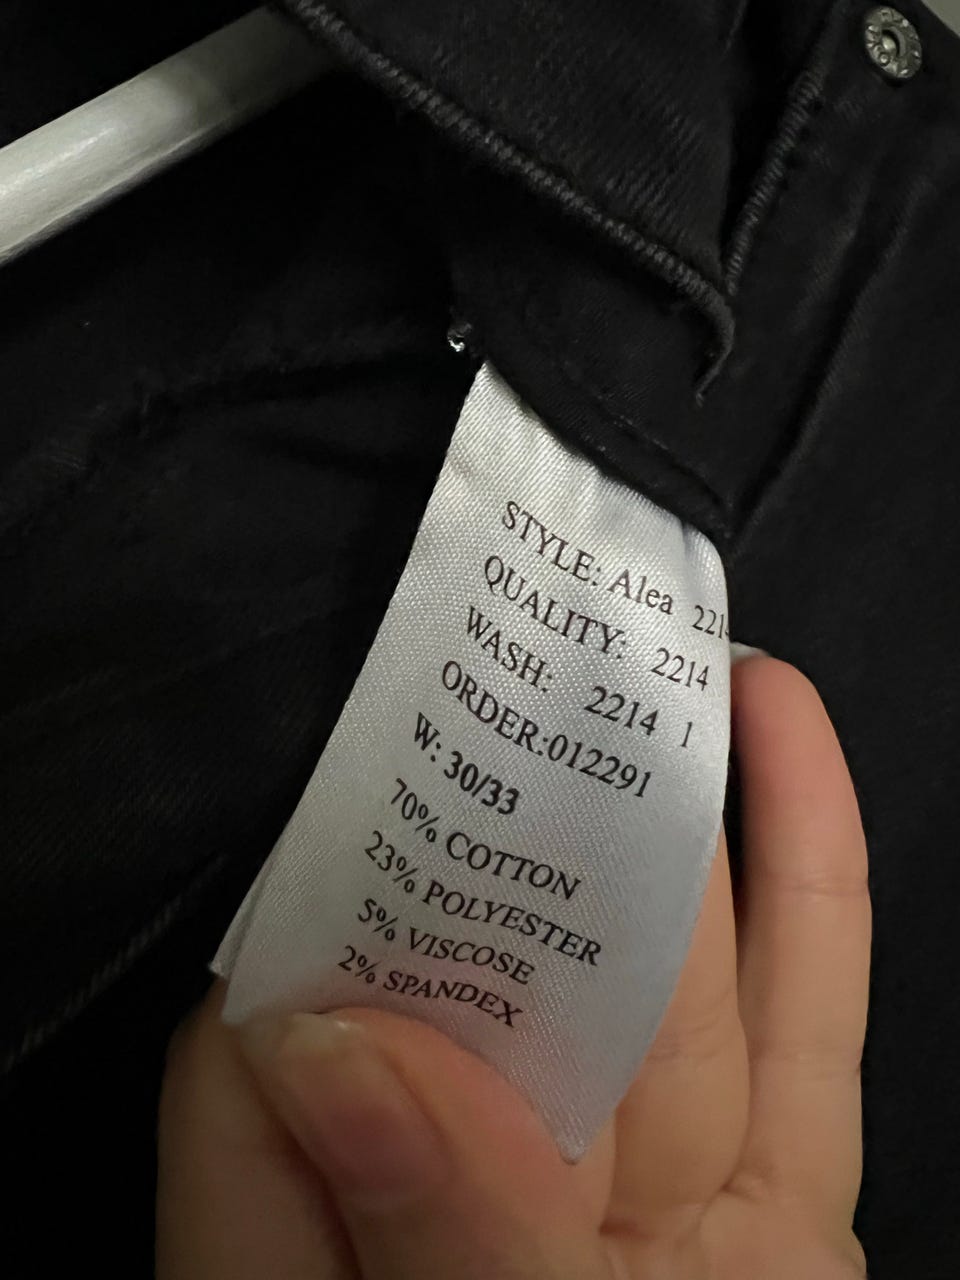 STYLE: Alea 2214
QUALITY: 2214
WASH: 2214 1
ORDER:012291
W: 30/33
70% COTTON
23% POLYESTER
5% VISCOSE
2% SPANDEX